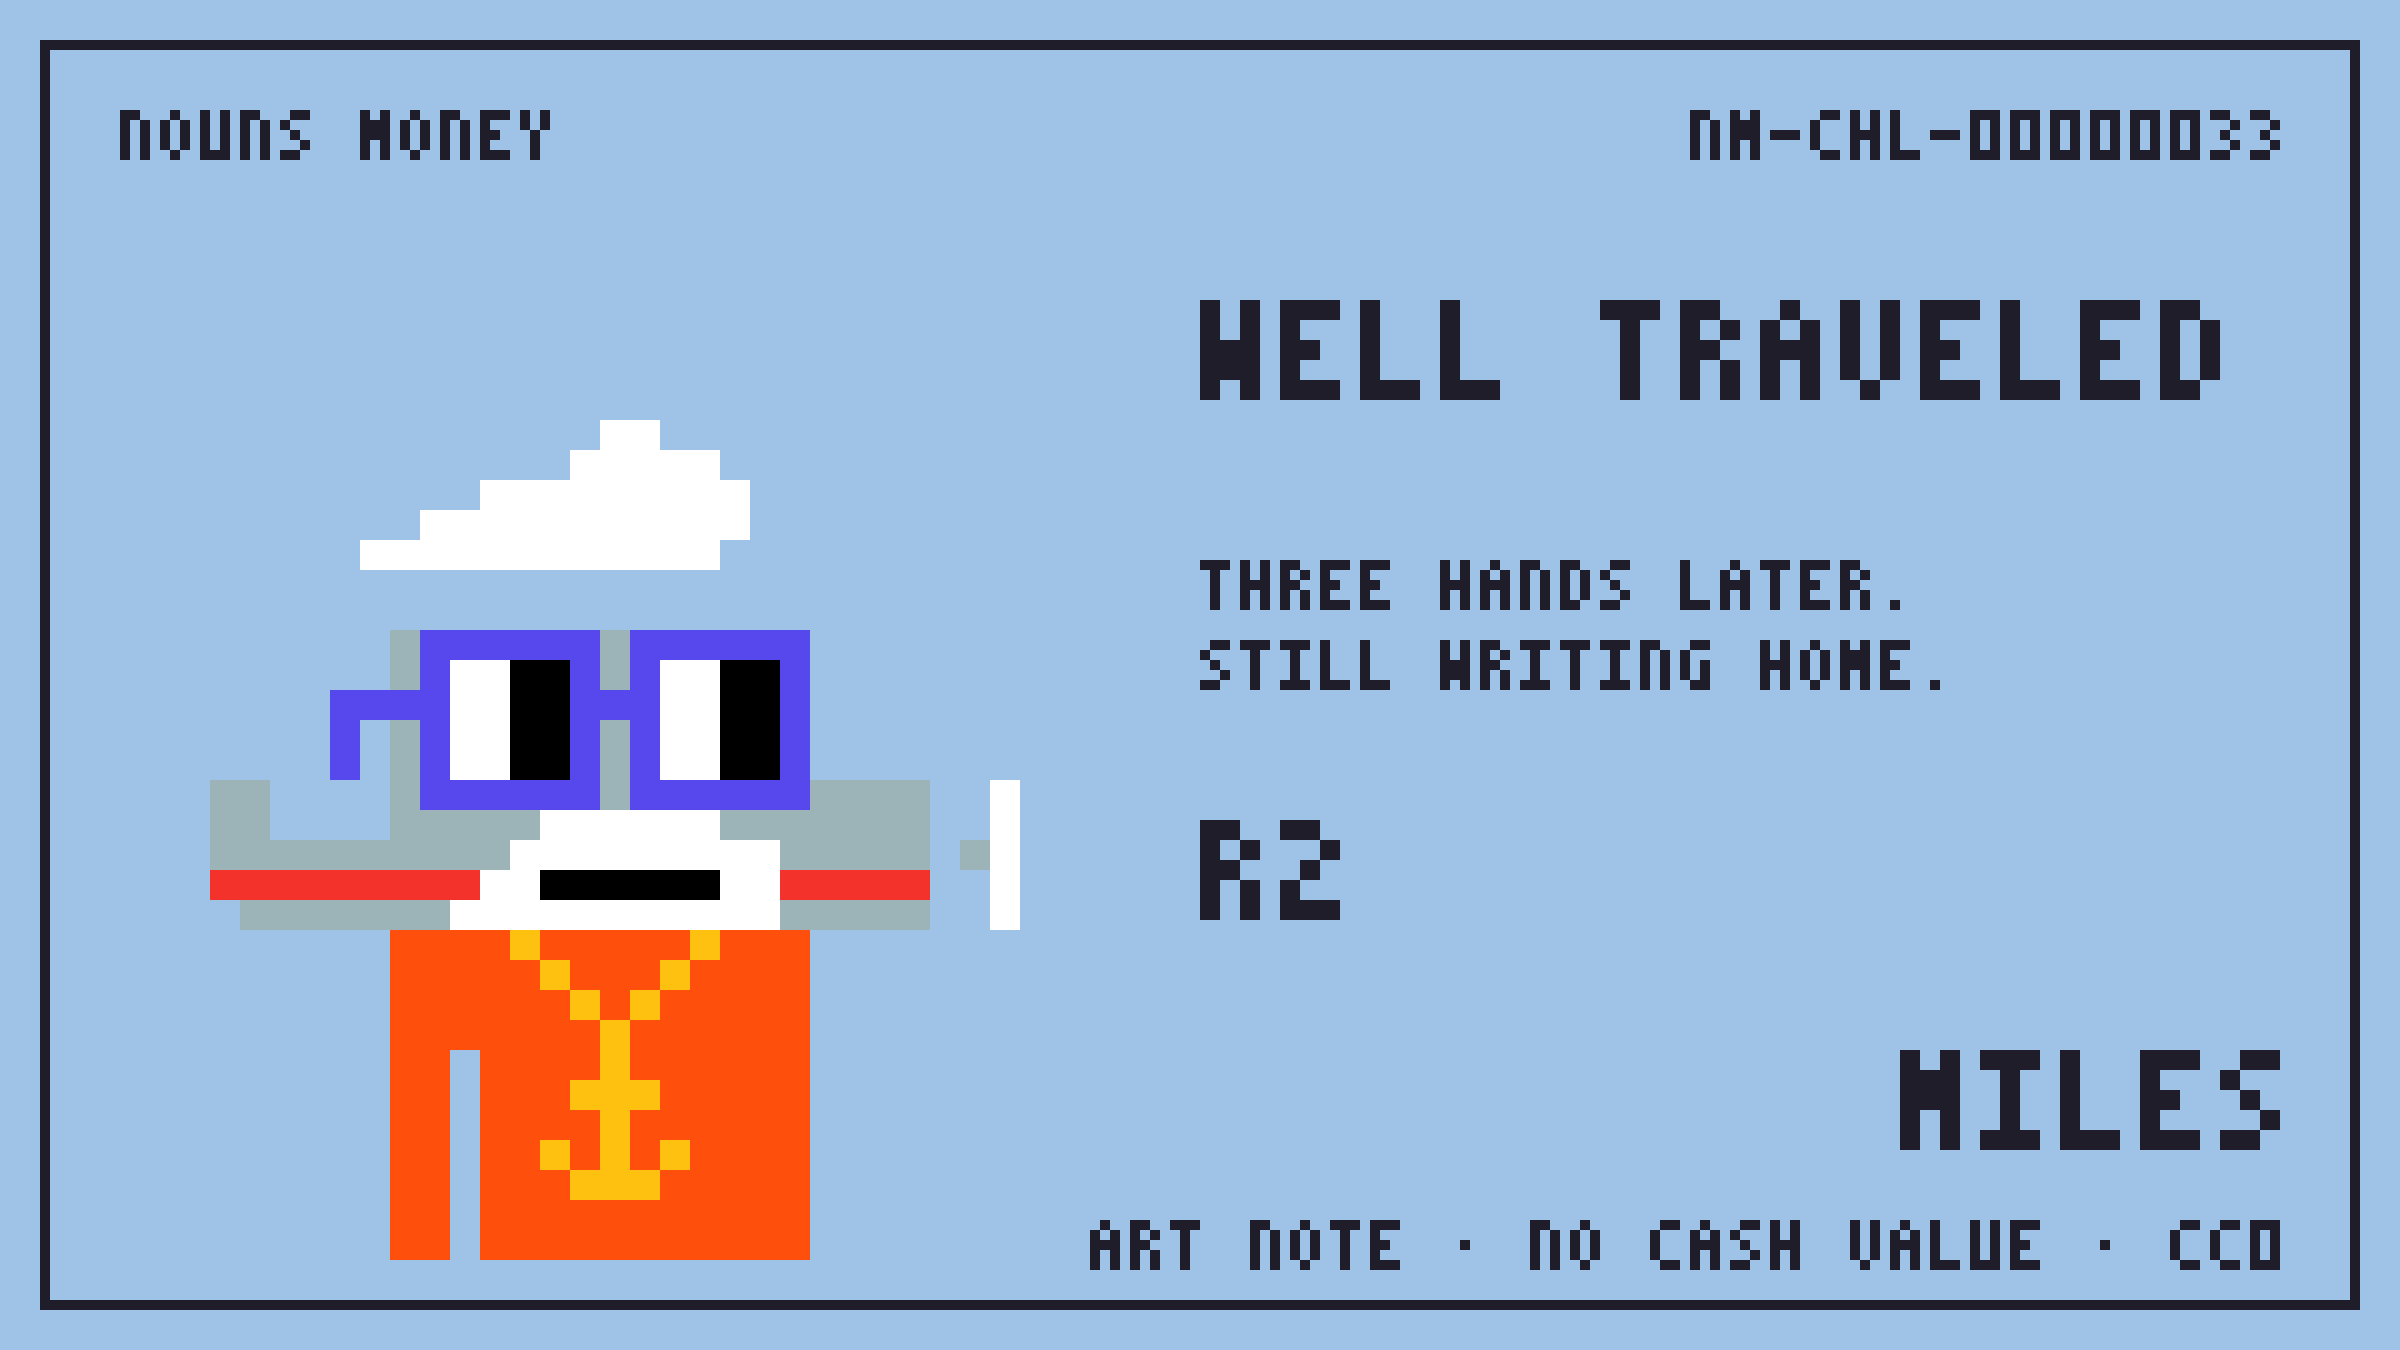 NOUNS MONEY
NM-CHL-00000033
WELL TRAVELED
THREE HANDS LATER.
STILL WRITING HOME.
R2
MILES
ART NOTE · NO CASH VALUE · CC0